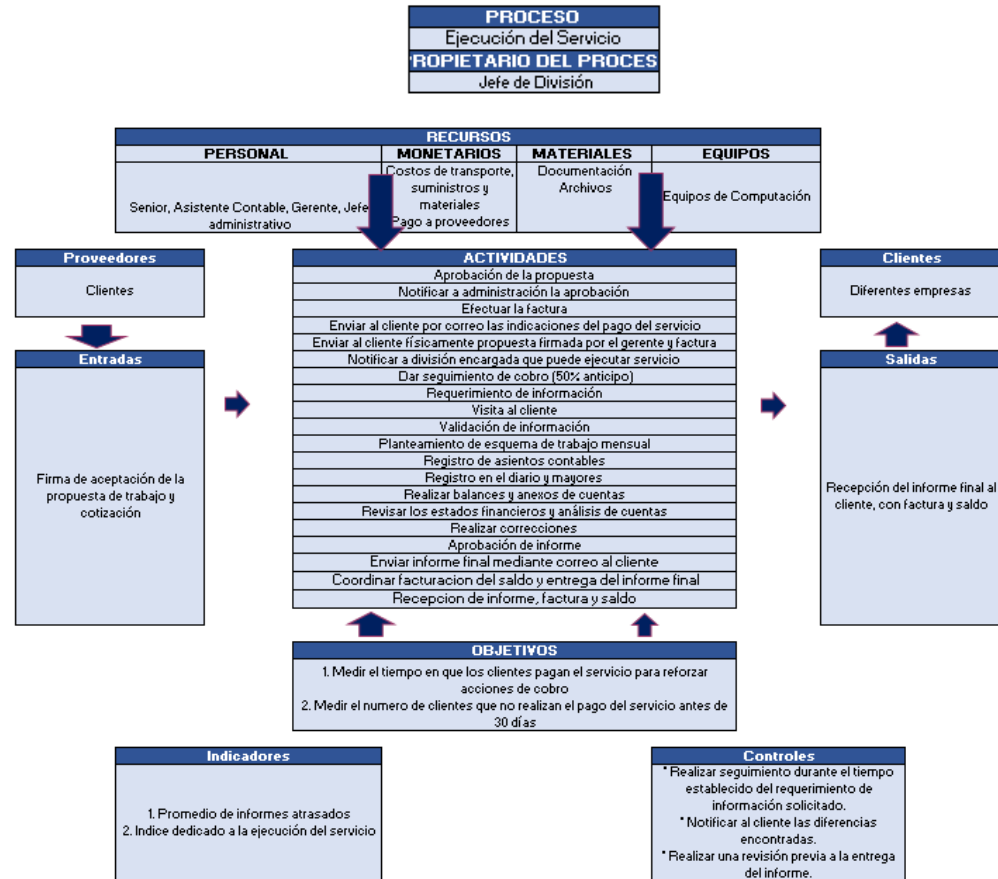 PROCESO
Ejecución del Servicio
ROPIETARIO DEL PROCES
Jefe de División
RECURSOS
PERSONAL
Senior, Asistente Contable, Gerente, Jefe
administrativo
MONETARIOS
Costos de transporte,
suministros y
materiales
Pago a proveedores
MATERIALES
Documentación
Archivos
EQUIPOS
Equipos de Computación
Proveedores
Clientes
Entradas
Firma de aceptación de la
propuesta de trabajo y
cotización
ACTIVIDADES
Aprobación de la propuesta
Notificar a administración la aprobación
Efectuar la factura
Enviar al cliente por correo las indicaciones del pago del servicio
Enviar al cliente físicamente propuesta firmada por el gerente y factura
Notificar a división encargada que puede ejecutar servicio
Dar seguimiento de cobro (50% anticipo)
Requerimiento de información
Visita al cliente
Validación de información
Planteamiento de esquema de trabajo mensual
Registro de asientos contables
Registro en el diario y mayores
Realizar balances y anexos de cuentas
Revisar los estados financieros y análisis de cuentas
Realizar correcciones
Aprobación de informe
Enviar informe final mediante correo al cliente
Coordinar facturacion del saldo y entrega del informe final
Recepcion de informe, factura y saldo
Clientes
Diferentes empresas
Salidas
Recepción del informe final al
cliente, con factura y saldo
OBJETIVOS
1. Medir el tiempo en que los clientes pagan el servicio para reforzar
acciones de cobro
2. Medir el numero de clientes que no realizan el pago del servicio antes de
30 días
Indicadores
1. Promedio de informes atrasados
2. Indice dedicado a la ejecución del servicio
Controles
* Realizar seguimiento durante el tiempo
establecido del requerimiento de
información solicitado.
* Notificar al cliente las diferencias
encontradas.
* Realizar una revisión previa a la entrega
del informe.